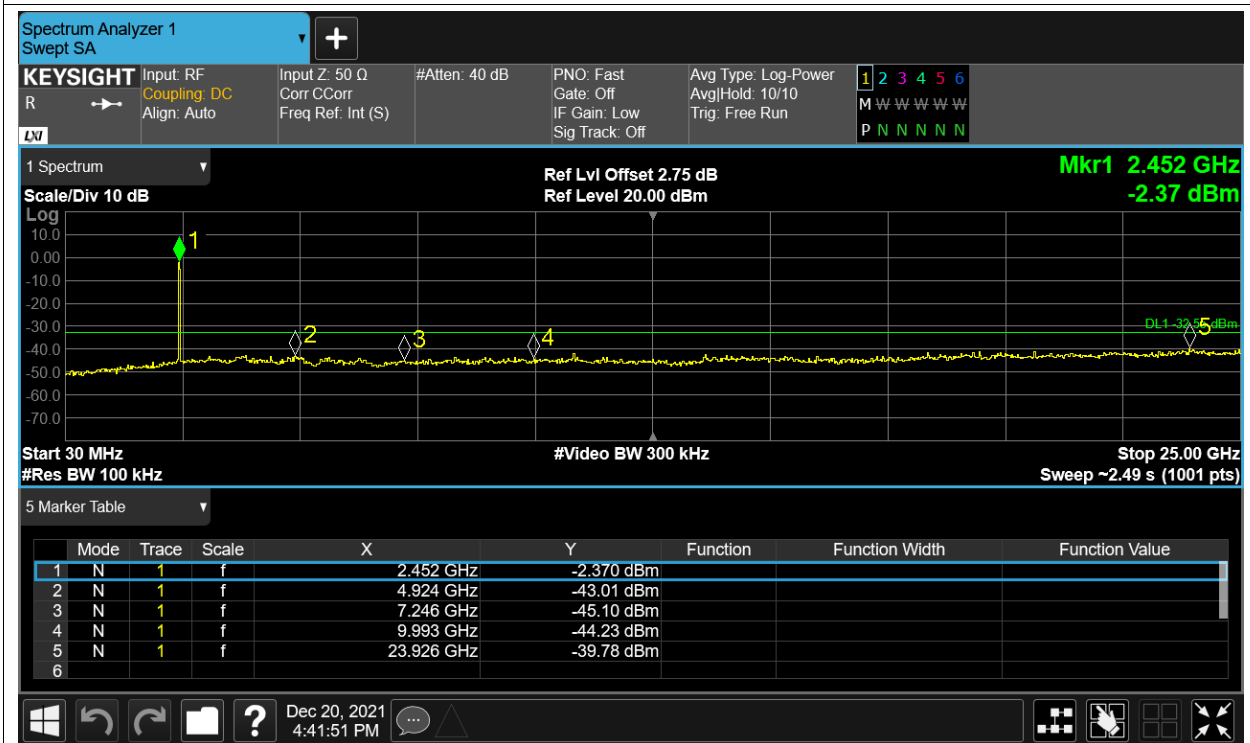 Spectrum Analyzer 1
Swept SA
+
KEYSIGHT
R
LXI
Input: RF
Coupling: DC
Align: Auto
Input Z: 50 Ω
Corr CCorr
Freq Ref: Int (S)
#Atten: 40 dB
PNO: Fast
Gate: Off
IF Gain: Low
Sig Track: Off
Avg Type: Log-Power
Avg|Hold: 10/10
Trig: Free Run
1 2 3 4 5 6
M W W W W W
P N N N N N
1 Spectrum
Scale/Div 10 dB
Ref Lvl Offset 2.75 dB
Ref Level 20.00 dBm
Mkr1 2.452 GHz
-2.37 dBm
Log
10.0
0.00
-10.0
-20.0
-30.0
-40.0
-50.0
-60.0
-70.0
1
2
3
4
5
DL1 dBm
Start 30 MHz
#Res BW 100 kHz
#Video BW 300 kHz
Stop 25.00 GHz
Sweep ~2.49 s (1001 pts)
5 Marker Table
Mode Trace Scale X Y Function Function Width Function Value
1 N 1 f 2.452 GHz -2.370 dBm
2 N 1 f 4.924 GHz -43.01 dBm
3 N 1 f 7.246 GHz -45.10 dBm
4 N 1 f 9.993 GHz -44.23 dBm
5 N 1 f 23.926 GHz -39.78 dBm
6
?
Dec 20, 2021
4:41:51 PM